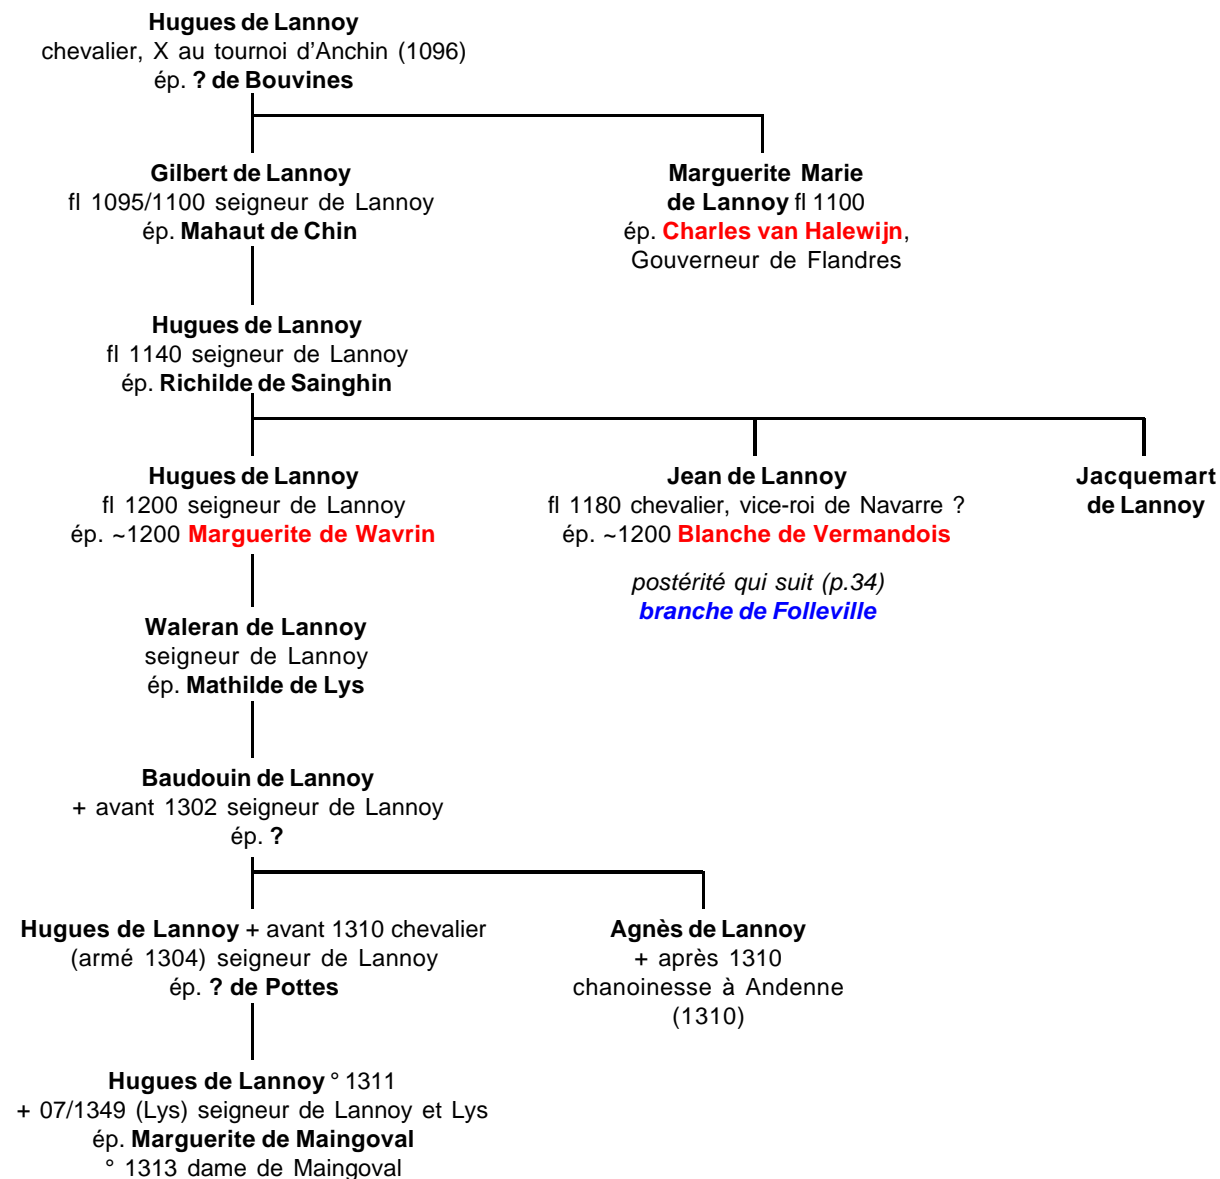 Hugues de Lannoy
chevalier, X au tournoi d'Anchin (1096)
ép. ? de Bouvines
Gilbert de Lannoy
fl 1095/1100 seigneur de Lannoy
ép. Mahaut de Chin
Marguerite Marie
de Lannoy fl 1100
ép. Charles van Halewijn,
Gouverneur de Flandres
Hugues de Lannoy
fl 1140 seigneur de Lannoy
ép. Richilde de Sainghin
Hugues de Lannoy
fl 1200 seigneur de Lannoy
ép. ~1200 Marguerite de Wavrin
Jean de Lannoy
fl 1180 chevalier, vice-roi de Navarre ?
ép. ~1200 Blanche de Vermandois
postérité qui suit (p.34)
branche de Folleville
Jacquemart
de Lannoy
Waleran de Lannoy
seigneur de Lannoy
ép. Mathilde de Lys
Baudouin de Lannoy
+ avant 1302 seigneur de Lannoy
ép. ?
Hugues de Lannoy + avant 1310 chevalier
(armé 1304) seigneur de Lannoy
ép. ? de Pottes
Agnès de Lannoy
+ après 1310
chanoinesse à Andenne
(1310)
Hugues de Lannoy ° 1311
+ 07/1349 (Lys) seigneur de Lannoy et Lys
ép. Marguerite de Maingoval
° 1313 dame de Maingoval